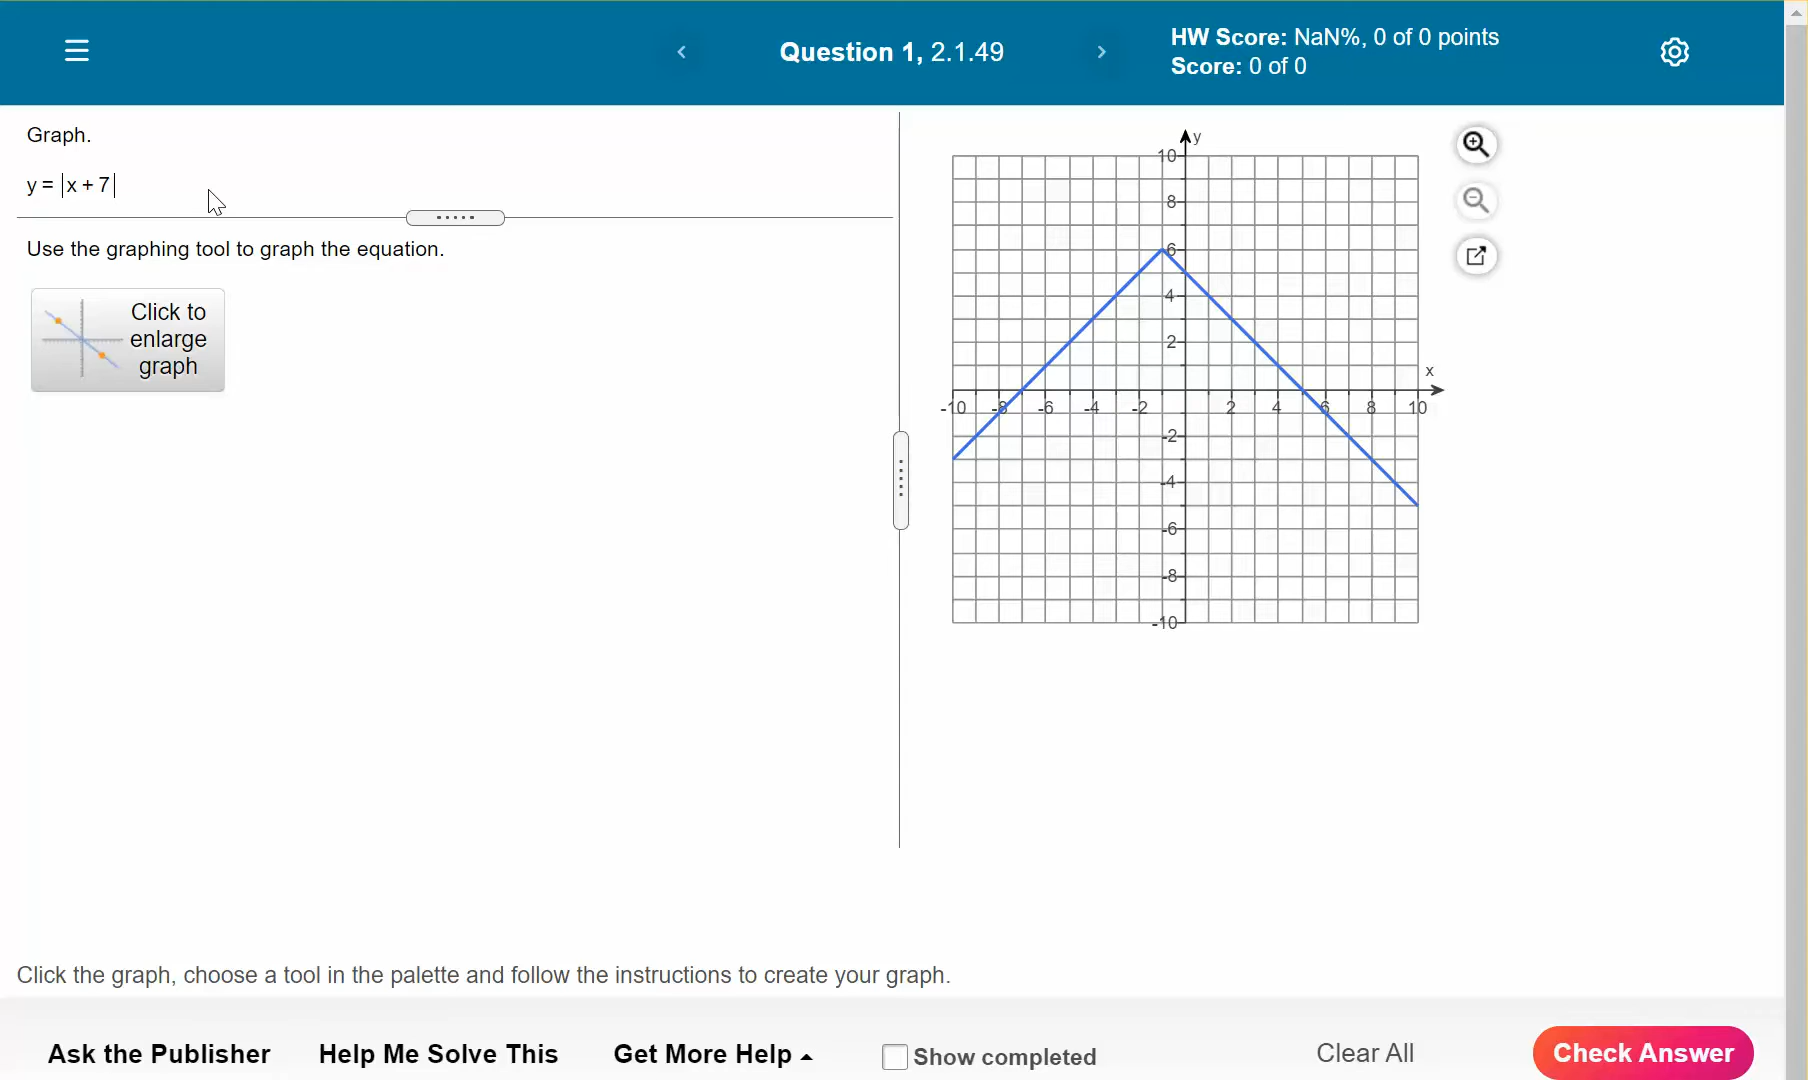 Question 1, 2.1.49
HW Score: NaN%, 0 of 0 points
Score: 0 of 0
Graph.
y = |x + 7|
Use the graphing tool to graph the equation.
Click to
enlarge
graph
y
10
8
6
4
2
x
-10 -8 -6 -4 -2 2 4 6 8 10
-2
-4
-6
-8
-10
Click the graph, choose a tool in the palette and follow the instructions to create your graph.
Ask the Publisher Help Me Solve This Get More Help Show completed Clear All Check Answer